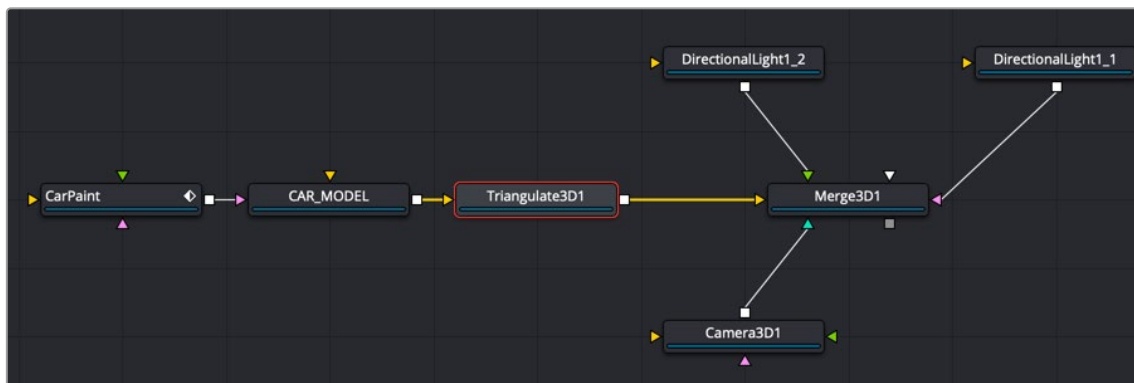 DirectionalLight1_2
DirectionalLight1_1
CarPaint
CAR_MODEL
Triangulate3D1
Merge3D1
Camera3D1